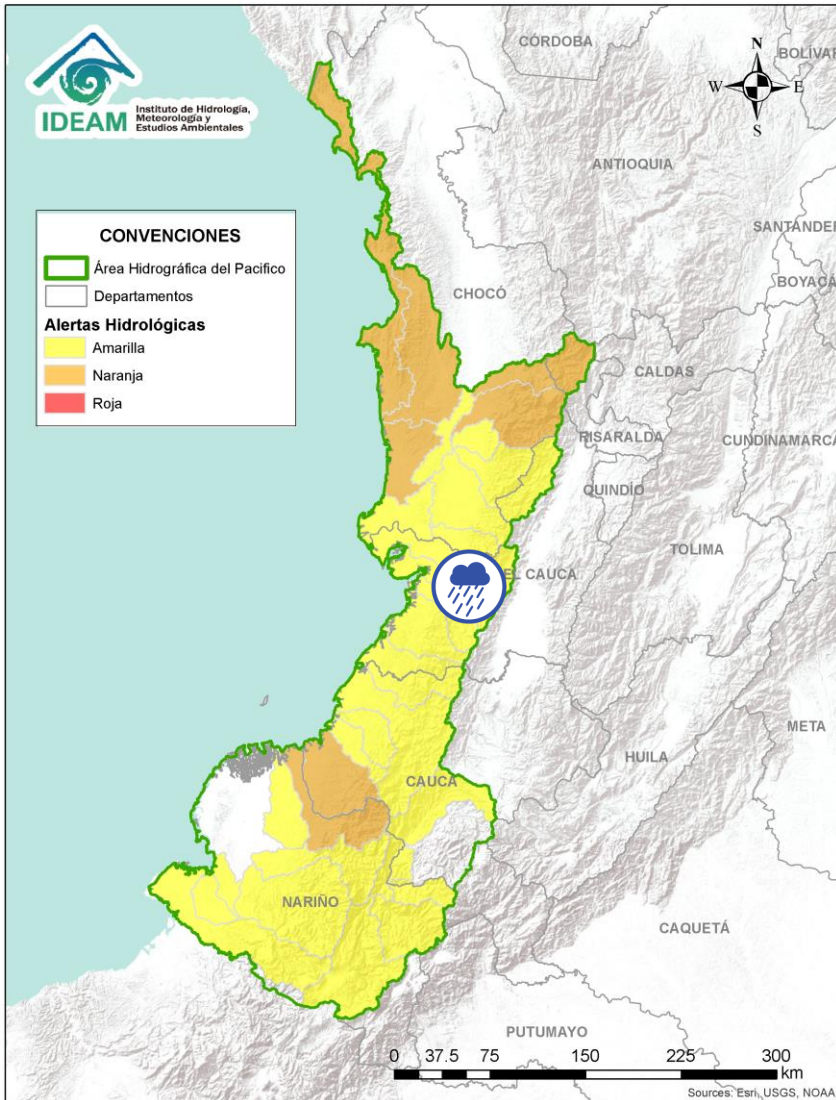 IDEAM
Instituto de Hidrología,
Meteorología y
Estudios Ambientales
CÓRDOBA
BOLÍVAR
N
W
E
S
ANTIOQUIA
SANTANDER
BOYACÁ
CONVENCIONES
Área Hidrográfica del Pacifico
Departamentos
Alertas Hidrológicas
Amarilla
Naranja
Roja
CHOCÓ
CALDAS
RISARALDA
CUNDINAMARCA
QUINDÍO
TOLIMA
EL CAUCA
META
HUILA
CAUCA
NARIÑO
CAQUETÁ
PUTUMAYO
0 37.5 75 150 225 300
km
Sources: Esri, USGS, NOAA